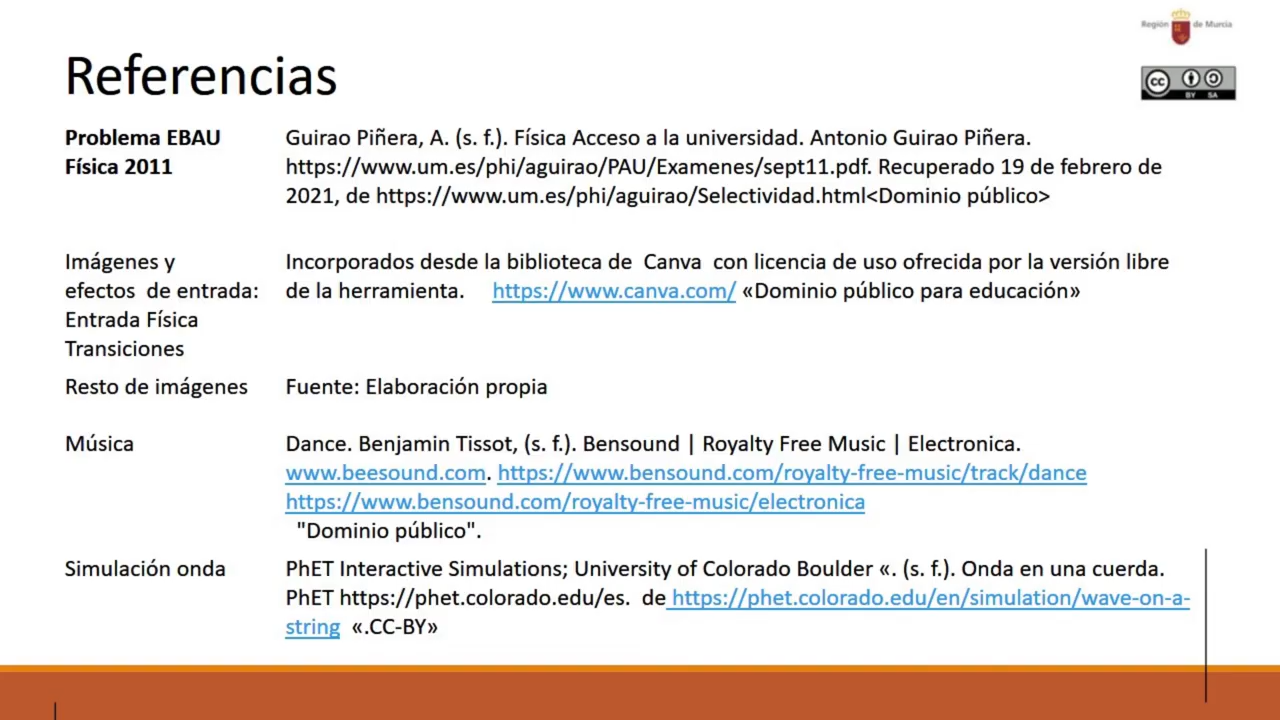 Región de Murcia
Referencias
CC BY SA
Problema EBAU
Física 2011
Guirao Piñera, A. (s. f.). Física Acceso a la universidad. Antonio Guirao Piñera.
https://www.um.es/phi/aguirao/PAU/Examenes/sept11.pdf. Recuperado 19 de febrero de
2021, de https://www.um.es/phi/aguirao/Selectividad.html<Dominio público>
Imágenes y
efectos de entrada:
Entrada Física
Transiciones
Incorporados desde la biblioteca de Canva con licencia de uso ofrecida por la versión libre
de la herramienta. https://www.canva.com/ «Dominio público para educación»
Resto de imágenes
Fuente: Elaboración propia
Música
Dance. Benjamin Tissot, (s. f.). Bensound | Royalty Free Music | Electronica.
www.beesound.com. https://www.bensound.com/royalty-free-music/track/dance
https://www.bensound.com/royalty-free-music/electronica
"Dominio público".
Simulación onda
PhET Interactive Simulations; University of Colorado Boulder «. (s. f.). Onda en una cuerda.
PhET https://phet.colorado.edu/es. de https://phet.colorado.edu/en/simulation/wave-on-a-
string «.CC-BY»